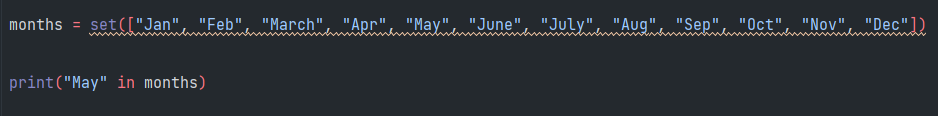 months = set(["Jan", "Feb", "March", "Apr", "May", "June", "July", "Aug", "Sep", "Oct", "Nov", "Dec"])
print("May" in months)